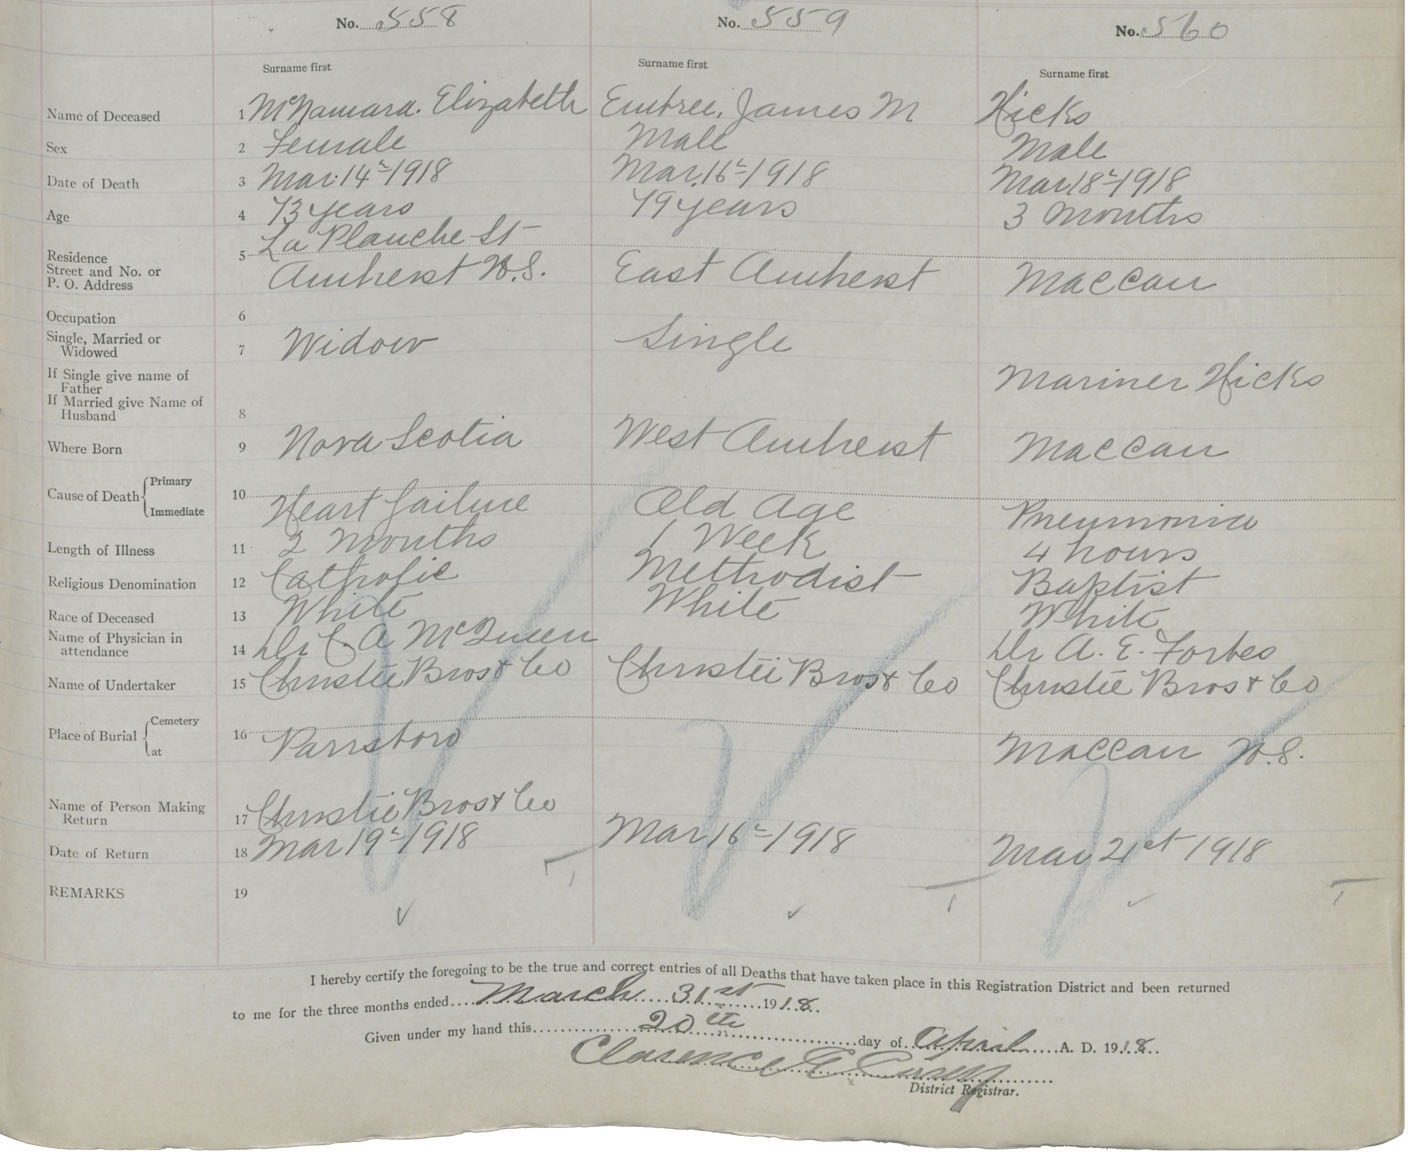 No. 558 No. 559 No. 560
Surname first Surname first Surname first
Name of Deceased 1 McNamara. Elizabeth Embree, James M Hicks
Sex 2 Female Male Male
Date of Death 3 Mar. 14th 1918 Mar. 16th 1918 Mar 18th 1918
Age 4 73 years 79 years 3 months
La Planche St
Residence 5
Street and No. or
P. O. Address Amherst N.S. East Amherst Maccan
Occupation 6
Single, Married or
Widowed 7 Widow Single
If Single give name of
Father Mariner Hicks
If Married give Name of
Husband 8
Where Born 9 Nova Scotia West Amherst Maccan
Cause of Death Primary
10
Immediate Heart failure Old Age Pneumonia
Length of Illness 11 2 months 1 Week 4 hours
Religious Denomination 12 Catholic Methodist Baptist
Race of Deceased 13 White White White
Name of Physician in
attendance 14 Dr C. A McQueen Dr A. E. Forbes
Name of Undertaker 15 Christie Bros & Co Christie Bros & Co Christie Bros & Co
Place of Burial Cemetery
16
at Parrsboro Maccan N.S.
Name of Person Making
Return 17 Christie Bros & Co
Date of Return 18 Mar 19th 1918 Mar 16th 1918 Mar 21st 1918
REMARKS 19
I hereby certify the foregoing to be the true and correct entries of all Deaths that have taken place in this Registration District and been returned
to me for the three months ended....March....31st....1918..
Given under my hand this....20th....day of..April....A. D. 1918..
Clarence E
District Registrar.